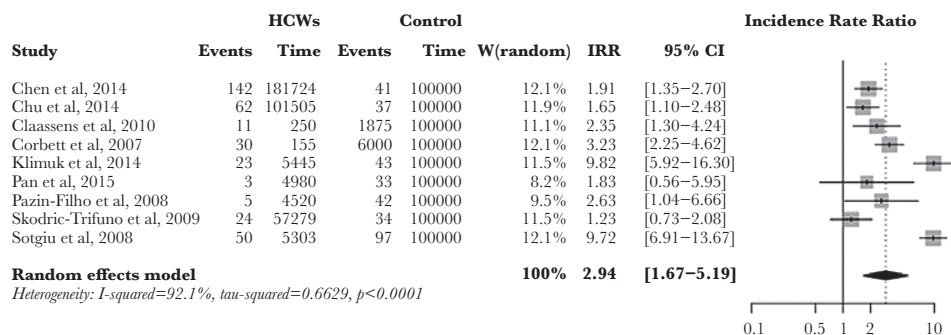 HCWs Control Incidence Rate Ratio
Study Events Time Events Time W(random) IRR 95% CI
Chen et al, 2014 142 181724 41 100000 12.1% 1.91 [1.35−2.70]
Chu et al, 2014 62 101505 37 100000 11.9% 1.65 [1.10−2.48]
Claassens et al, 2010 11 250 1875 100000 11.1% 2.35 [1.30−4.24]
Corbett et al, 2007 30 155 6000 100000 12.1% 3.23 [2.25−4.62]
Klimuk et al, 2014 23 5445 43 100000 11.5% 9.82 [5.92−16.30]
Pan et al, 2015 3 4980 33 100000 8.2% 1.83 [0.56−5.95]
Pazin-Filho et al, 2008 5 4520 42 100000 9.5% 2.63 [1.04−6.66]
Skodric-Trifuno et al, 2009 24 57279 34 100000 11.5% 1.23 [0.73−2.08]
Sotgiu et al, 2008 50 5303 97 100000 12.1% 9.72 [6.91−13.67]
Random effects model 100% 2.94 [1.67−5.19]
Heterogeneity: I-squared=92.1%, tau-squared=0.6629, p<0.0001
0.1 0.5 1 2 10